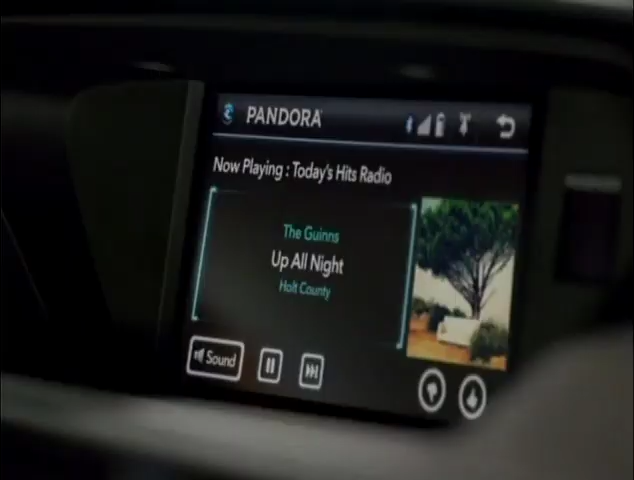 PANDORA
Now Playing : Today's Hits Radio
The Guinns
Up All Night
Holt County
Sound